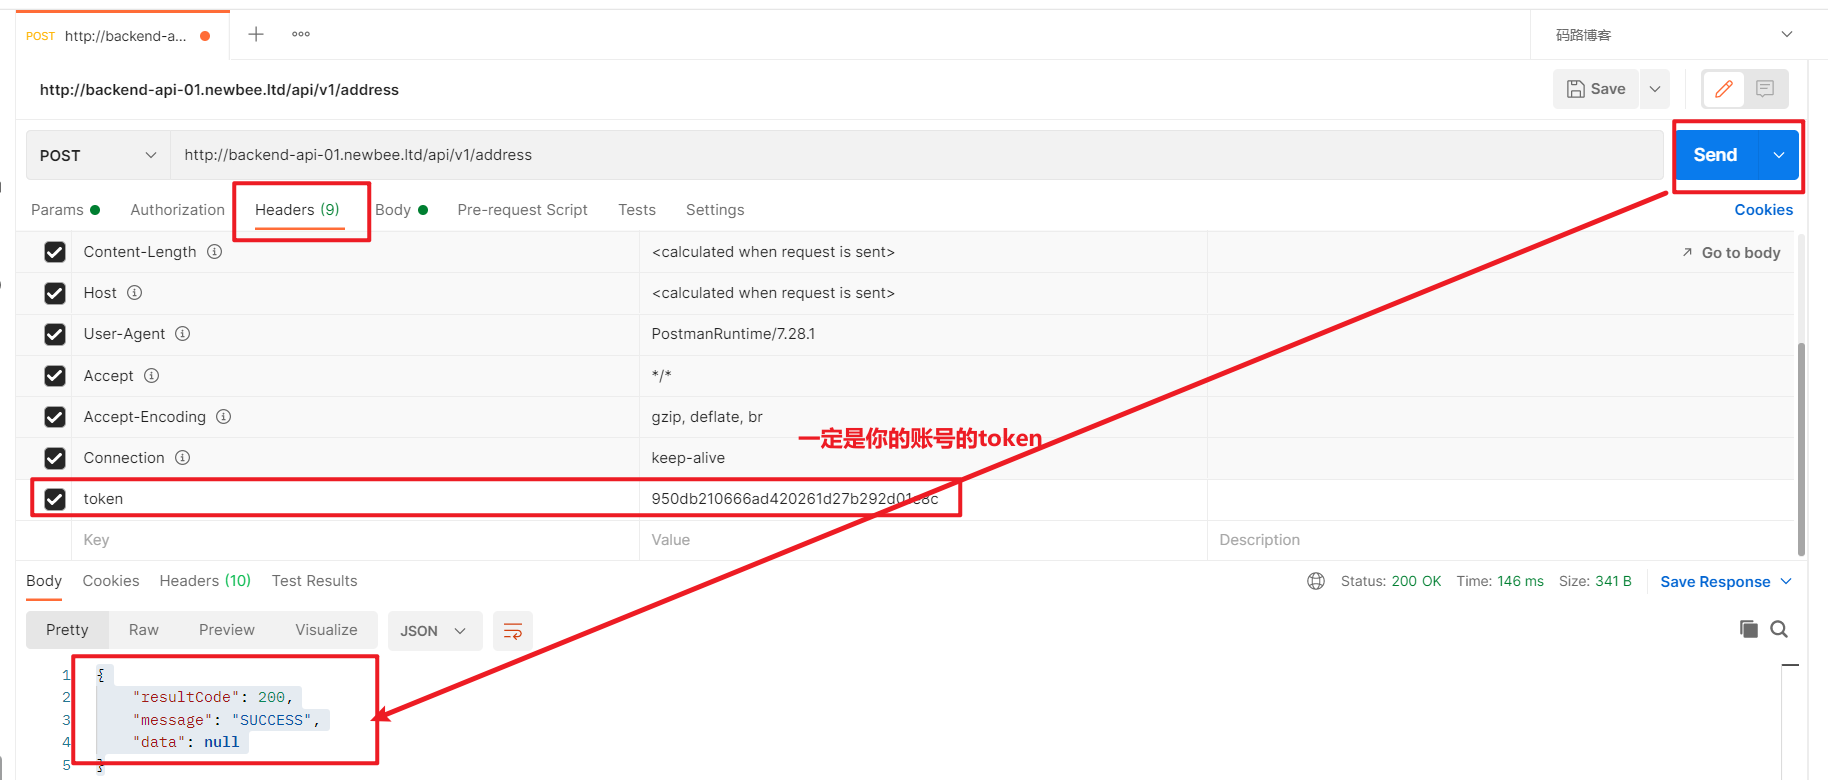 POST http://backend-a...
码路博客
http://backend-api-01.newbee.ltd/api/v1/address
Save
POST
http://backend-api-01.newbee.ltd/api/v1/address
Send
Params Authorization Headers (9) Body Pre-request Script Tests Settings
Cookies
Content-Length <calculated when request is sent> Go to body
Host <calculated when request is sent>
User-Agent PostmanRuntime/7.28.1
Accept */*
Accept-Encoding gzip, deflate, br
一定是你的账号的token
Connection keep-alive
token 950db210666ad420261d27b292d01e8c
Key Value Description
Body Cookies Headers (10) Test Results
Status: 200 OK Time: 146 ms Size: 341 B Save Response
Pretty Raw Preview Visualize JSON
1 {
2 "resultCode": 200,
3 "message": "SUCCESS",
4 "data": null
5 }